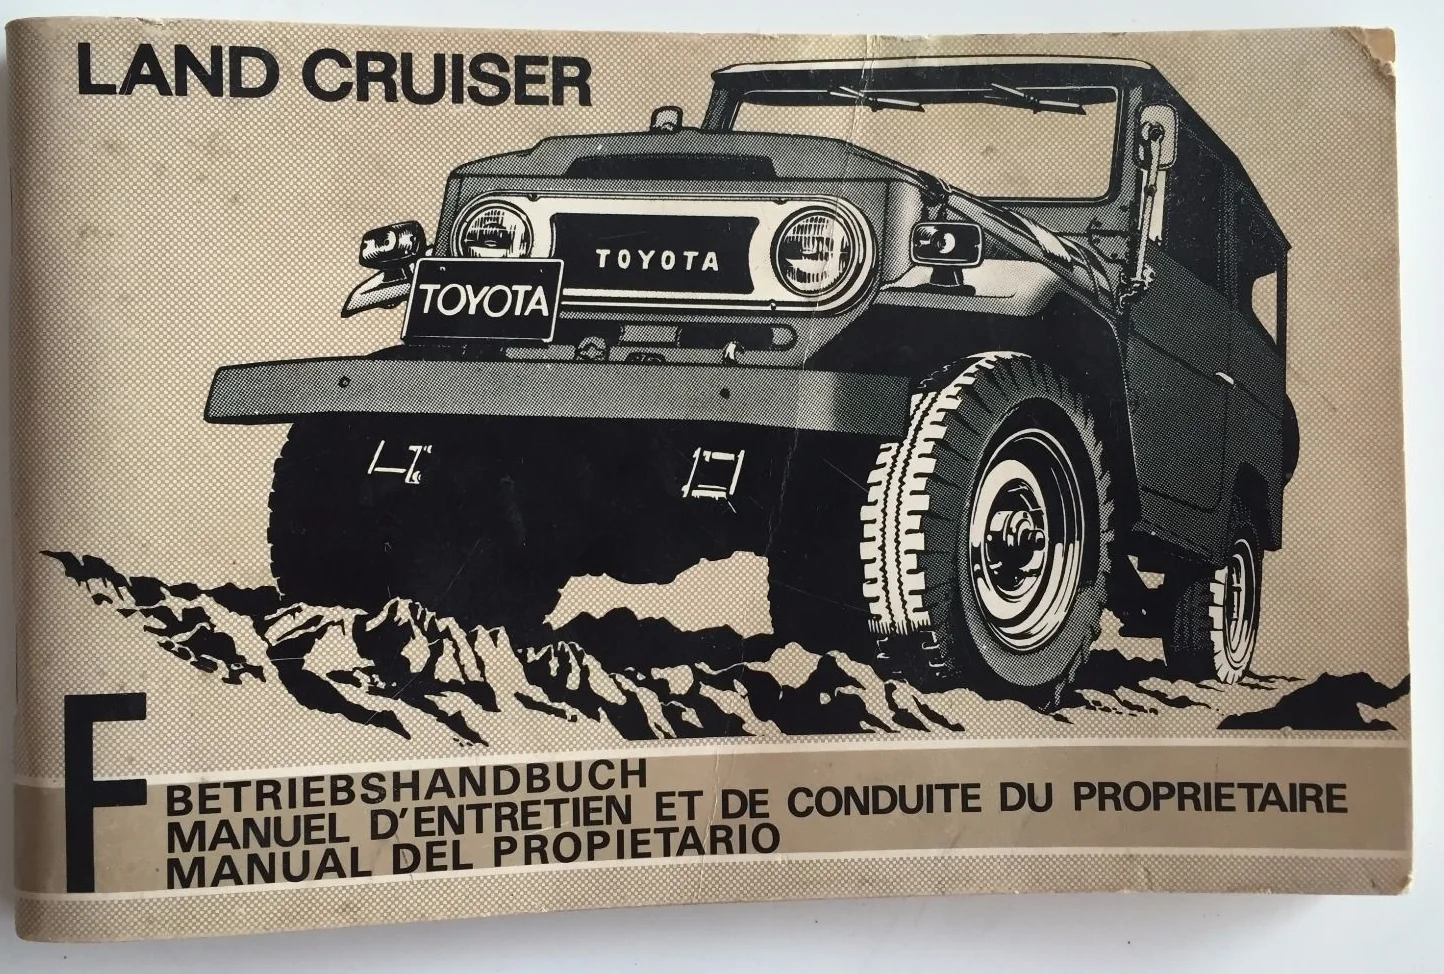 LAND CRUISER
TOYOTA
TOYOTA
F
BETRIEBSHANDBUCH
MANUEL D'ENTRETIEN ET DE CONDUITE DU PROPRIETAIRE
MANUAL DEL PROPIETARIO